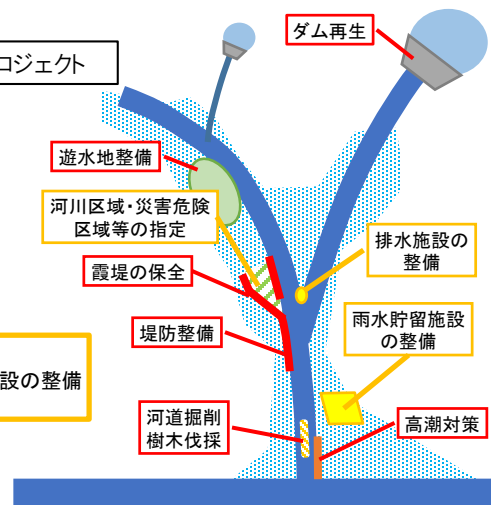 ロジェクト
ダム再生
遊水地整備
河川区域・災害危険
区域等の指定
霞堤の保全
排水施設の
整備
堤防整備
雨水貯留施設
の整備
設の整備
河道掘削
樹木伐採
高潮対策